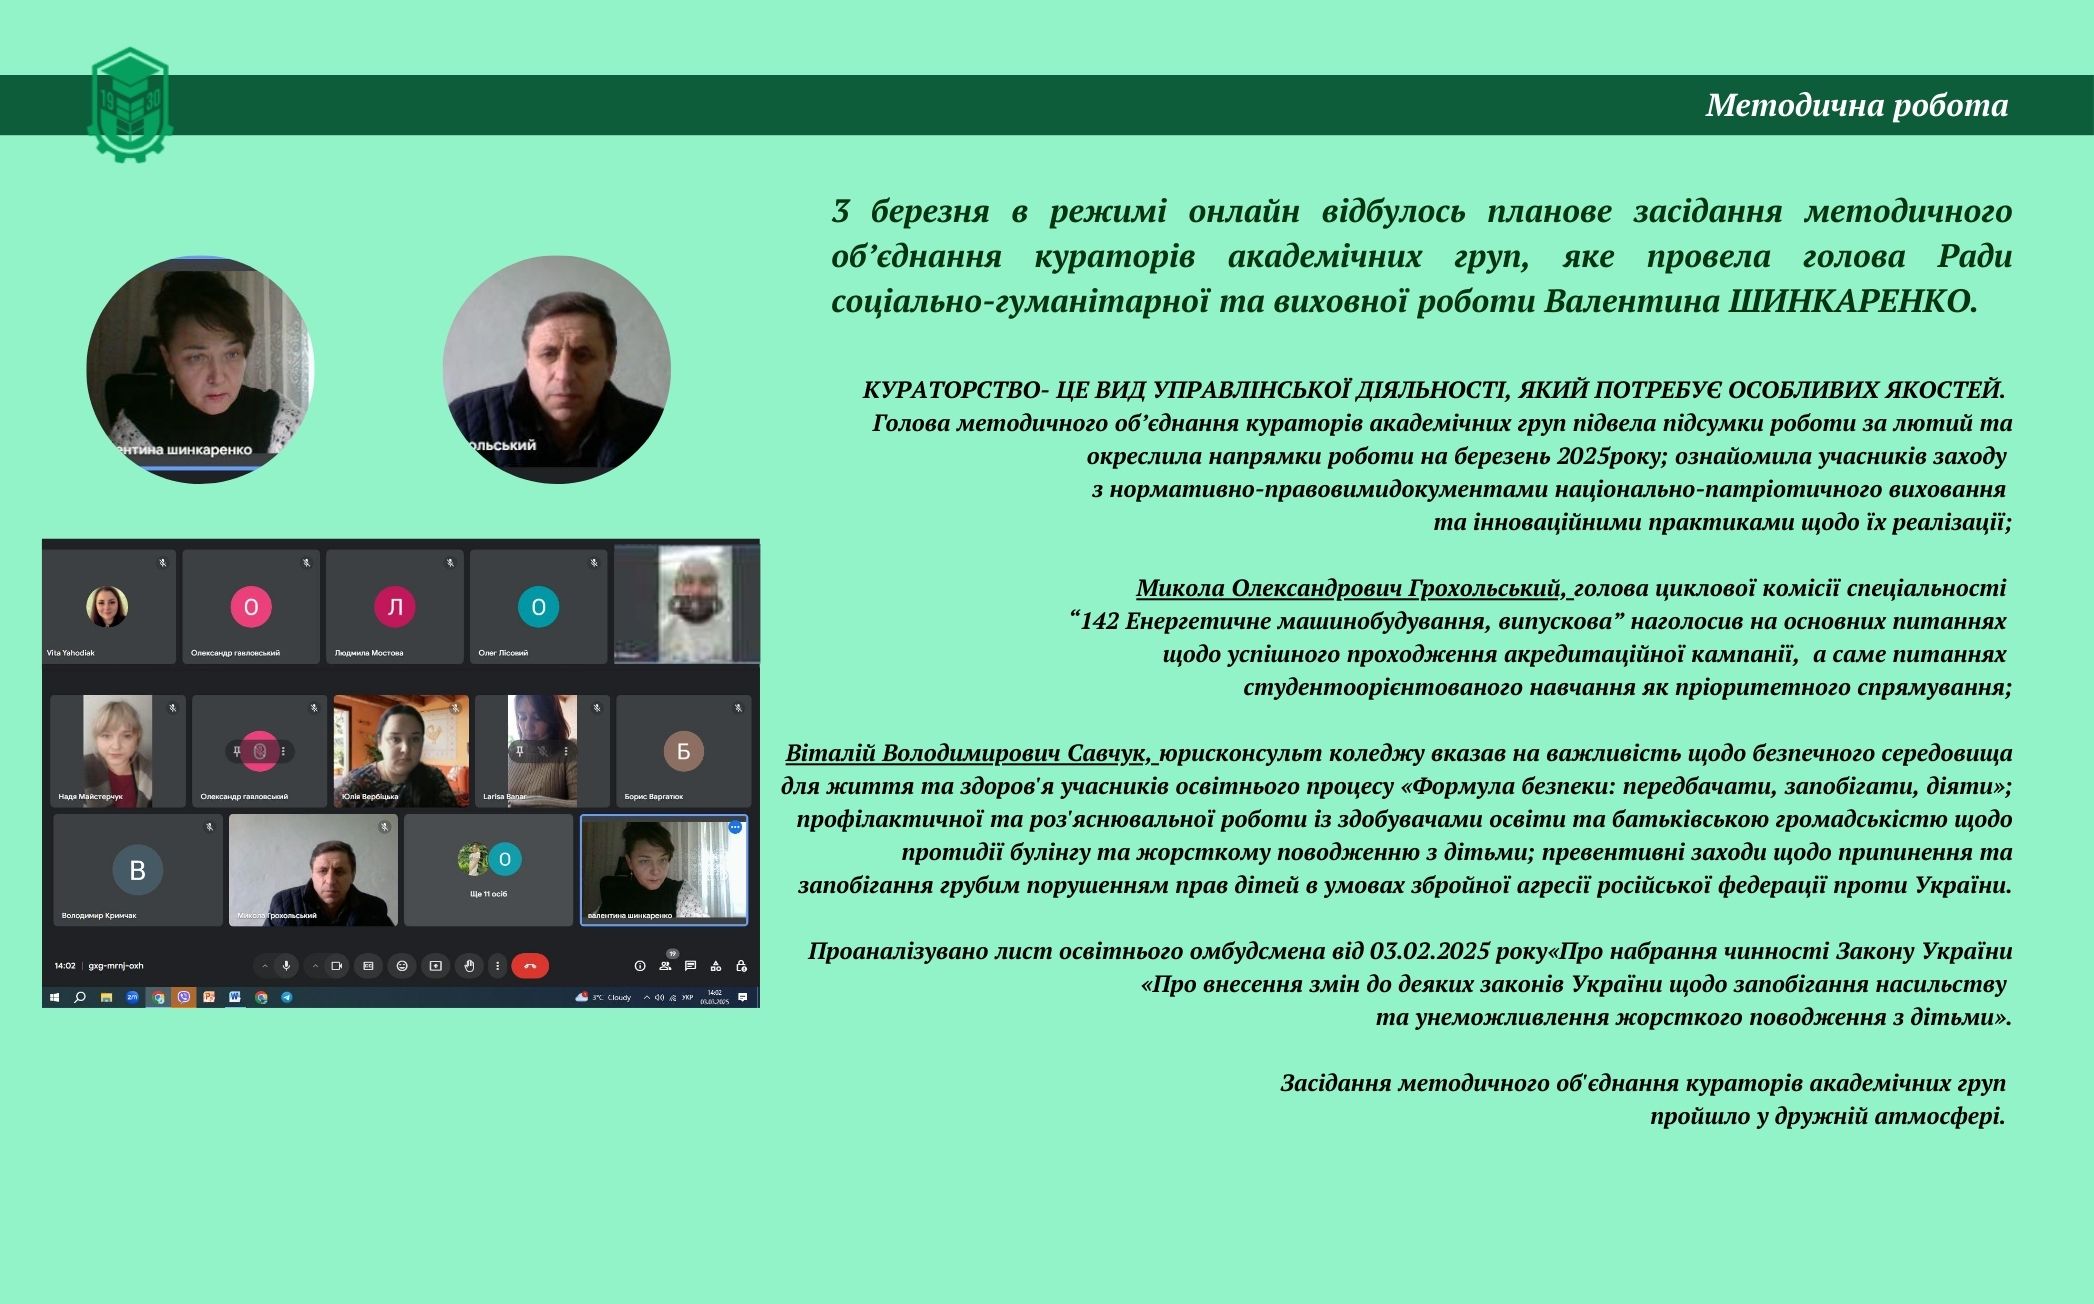 19 30
Методична робота
3 березня в режимі онлайн відбулось планове засідання методичного
об’єднання кураторів академічних груп, яке провела голова Ради
соціально-гуманітарної та виховної роботи Валентина ШИНКАРЕНКО.
КУРАТОРСТВО- ЦЕ ВИД УПРАВЛІНСЬКОЇ ДІЯЛЬНОСТІ, ЯКИЙ ПОТРЕБУЄ ОСОБЛИВИХ ЯКОСТЕЙ.
Голова методичного об’єднання кураторів академічних груп підвела підсумки роботи за лютий та
окреслила напрямки роботи на березень 2025року; ознайомила учасників заходу
з нормативно-правовимидокументами національно-патріотичного виховання
та інноваційними практиками щодо їх реалізації;
Микола Олександрович Грохольський, голова циклової комісії спеціальності
“142 Енергетичне машинобудування, випускова” наголосив на основних питаннях
щодо успішного проходження акредитаційної кампанії, а саме питаннях
студентоорієнтованого навчання як пріоритетного спрямування;
Віталій Володимирович Савчук, юрисконсульт коледжу вказав на важливість щодо безпечного середовища
для життя та здоров'я учасників освітнього процесу «Формула безпеки: передбачати, запобігати, діяти»;
профілактичної та роз'яснювальної роботи із здобувачами освіти та батьківською громадськістю щодо
протидії булінгу та жорсткому поводженню з дітьми; превентивні заходи щодо припинення та
запобігання грубим порушенням прав дітей в умовах збройної агресії російської федерації проти України.
Проаналізувано лист освітнього омбудсмена від 03.02.2025 року«Про набрання чинності Закону України
«Про внесення змін до деяких законів України щодо запобігання насильству
та унеможливлення жорсткого поводження з дітьми».
Засідання методичного об'єднання кураторів академічних груп
пройшло у дружній атмосфері.
ентина шинкаренко
ольський
О Л О
Vita Yahodiak Олександр гавловський Людмила Мостова Олег Лісовий
Б
Надя Майстерчук Олександр гавловський Юлія Вербіцька Larisa Banar Борис Варгатюк
В О
Ще 11 осіб
Володимир Кримчак Микола Грохольський валентина шинкаренко
19
14:02 | gxg-mrnj-oxh
3°C Cloudy УКР 14:02
03.03.2025